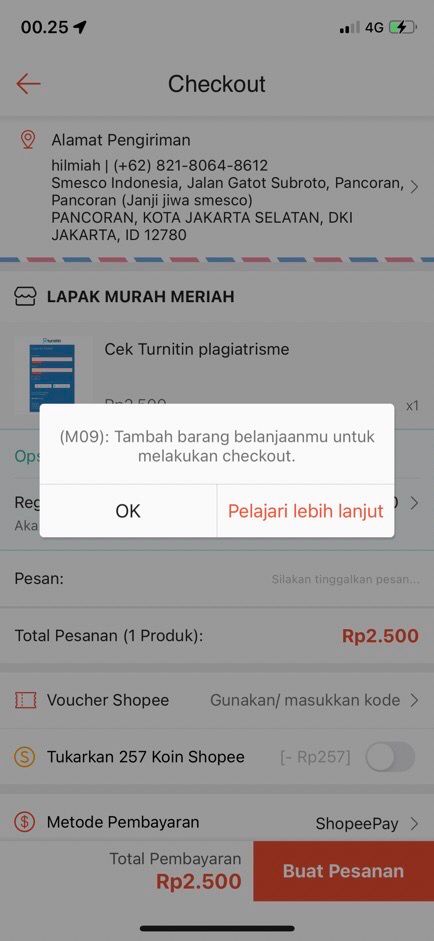 00.25
4G
Checkout
Alamat Pengiriman
hilmiah | (+62) 821-8064-8612
Smesco Indonesia, Jalan Gatot Subroto, Pancoran,
Pancoran (Janji jiwa smesco)
PANCORAN, KOTA JAKARTA SELATAN, DKI
JAKARTA, ID 12780
LAPAK MURAH MERIAH
turnitin
Cek Turnitin plagiatrisme
Rp2.500
x1
(M09): Tambah barang belanjaanmu untuk
melakukan checkout.
OK
Pelajari lebih lanjut
Ops
Reg
0
Aka
Pesan:
Silakan tinggalkan pesan...
Total Pesanan (1 Produk):
Rp2.500
Voucher Shopee
Gunakan/ masukkan kode
S
Tukarkan 257 Koin Shopee
[- Rp257]
$
Metode Pembayaran
ShopeePay
Total Pembayaran
Rp2.500
Buat Pesanan